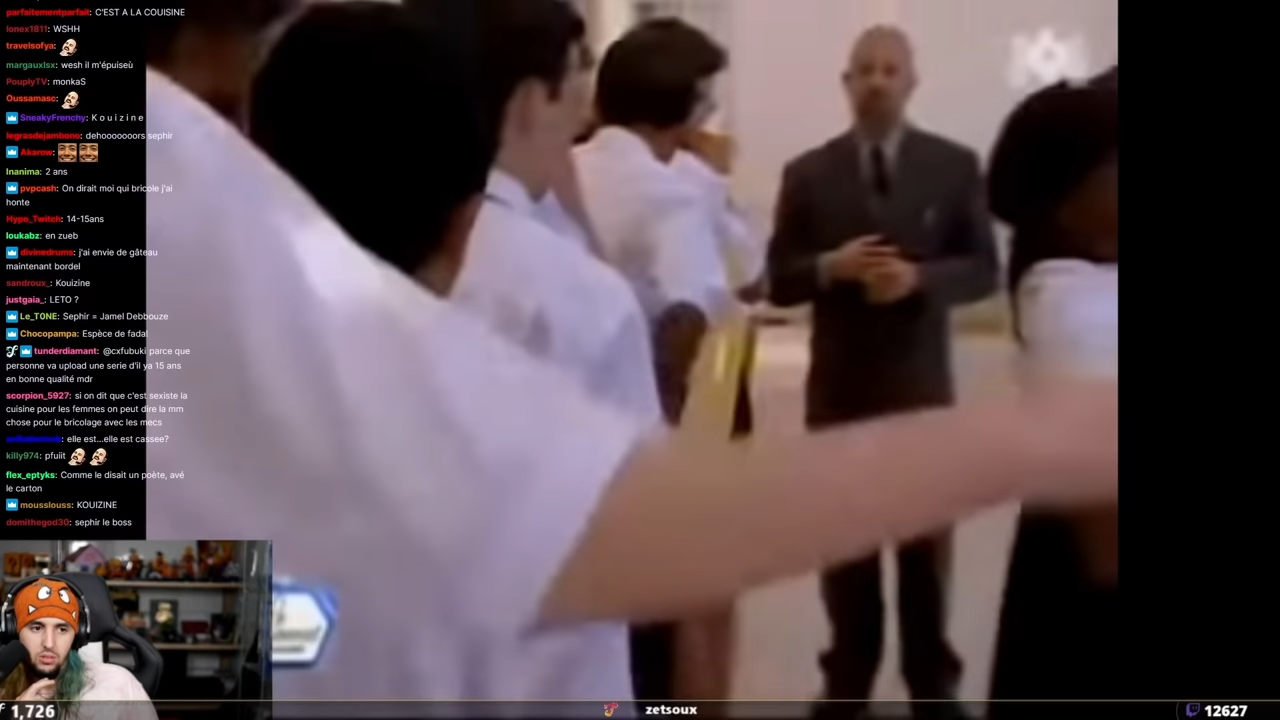 parfaitementparfait: C'EST A LA COUISINE
lonex1811: WSHH
travelsofya:
margauxlsx: wesh il m'épuiseù
PouplyTV: monkaS
Oussamasc:
SneakyFrenchy: K o u i z i n e
legrasdejambono: dehooooooors sephir
Akarow:
Inanima: 2 ans
pvpcash: On dirait moi qui bricole j'ai
honte
Hypo_Twitch: 14-15ans
loukabz: en zueb
divinedrums: j'ai envie de gâteau
maintenant bordel
sandroux_: Kouizine
justgaia_: LETO ?
Le_T0NE: Sephir = Jamel Debbouze
Chocopampa: Espèce de fada!
tunderdiamant: @cxfubuki parce que
personne va upload une serie d'il ya 15 ans
en bonne qualité mdr
scorpion_5927: si on dit que c'est sexiste la
cuisine pour les femmes on peut dire la mm
chose pour le bricolage avec les mecs
: elle est...elle est cassee?
killy974: pfuiit
flex_eptyks: Comme le disait un poète, avé
le carton
mousslouss: KOUIZINE
domithegod30: sephir le boss
1,726
zetsoux
12627